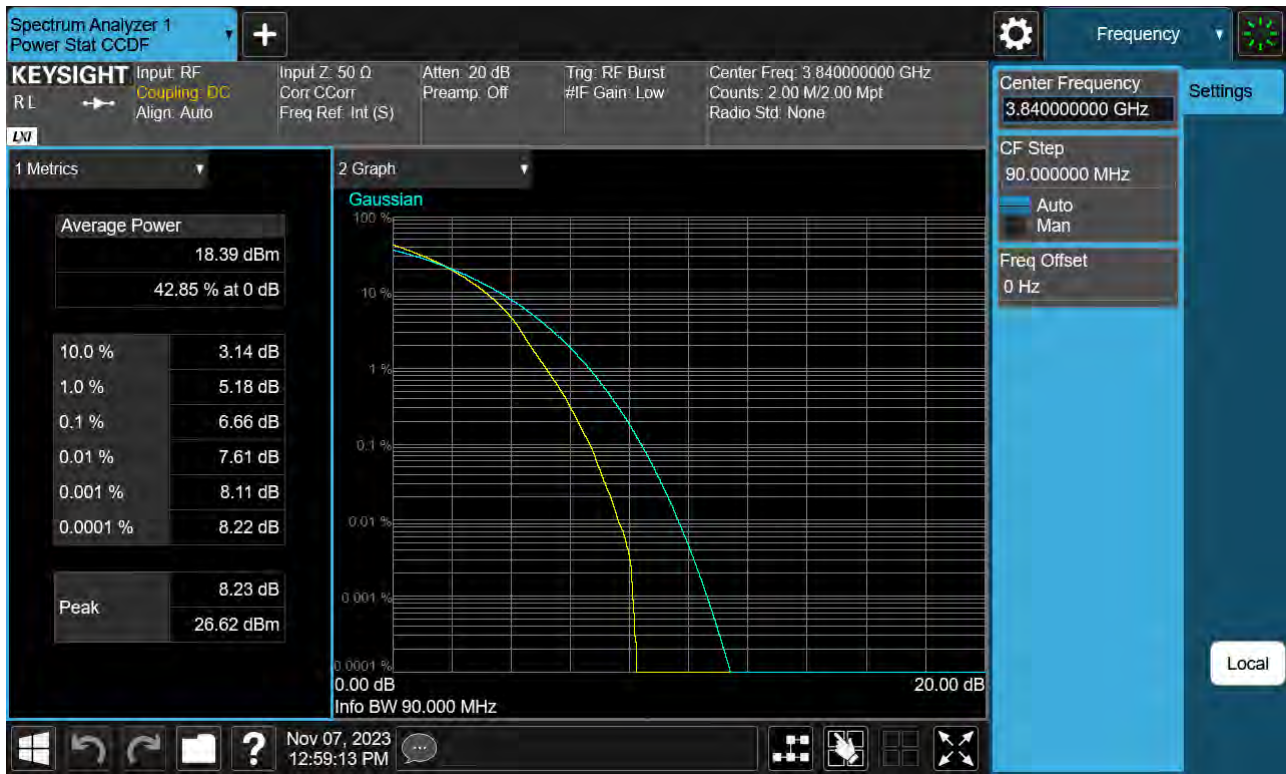 Spectrum Analyzer 1
Power Stat CCDF
+
Frequency
KEYSIGHT
R L
LXI
Input: RF
Coupling: DC
Align: Auto
Input Z: 50 Ω
Corr CCorr
Freq Ref: Int (S)
Atten: 20 dB
Preamp: Off
Trig: RF Burst
#IF Gain: Low
Center Freq: 3.840000000 GHz
Counts: 2.00 M/2.00 Mpt
Radio Std: None
Center Frequency
3.840000000 GHz
Settings
CF Step
90.000000 MHz
Auto
Man
Freq Offset
0 Hz
1 Metrics
Average Power
18.39 dBm
42.85 % at 0 dB
10.0 % 3.14 dB
1.0 % 5.18 dB
0.1 % 6.66 dB
0.01 % 7.61 dB
0.001 % 8.11 dB
0.0001 % 8.22 dB
Peak
8.23 dB
26.62 dBm
2 Graph
Gaussian
100 %
10 %
1 %
0.1 %
0.01 %
0.001 %
0.0001 %
0.00 dB 20.00 dB
Info BW 90.000 MHz
Local
?
Nov 07, 2023
12:59:13 PM